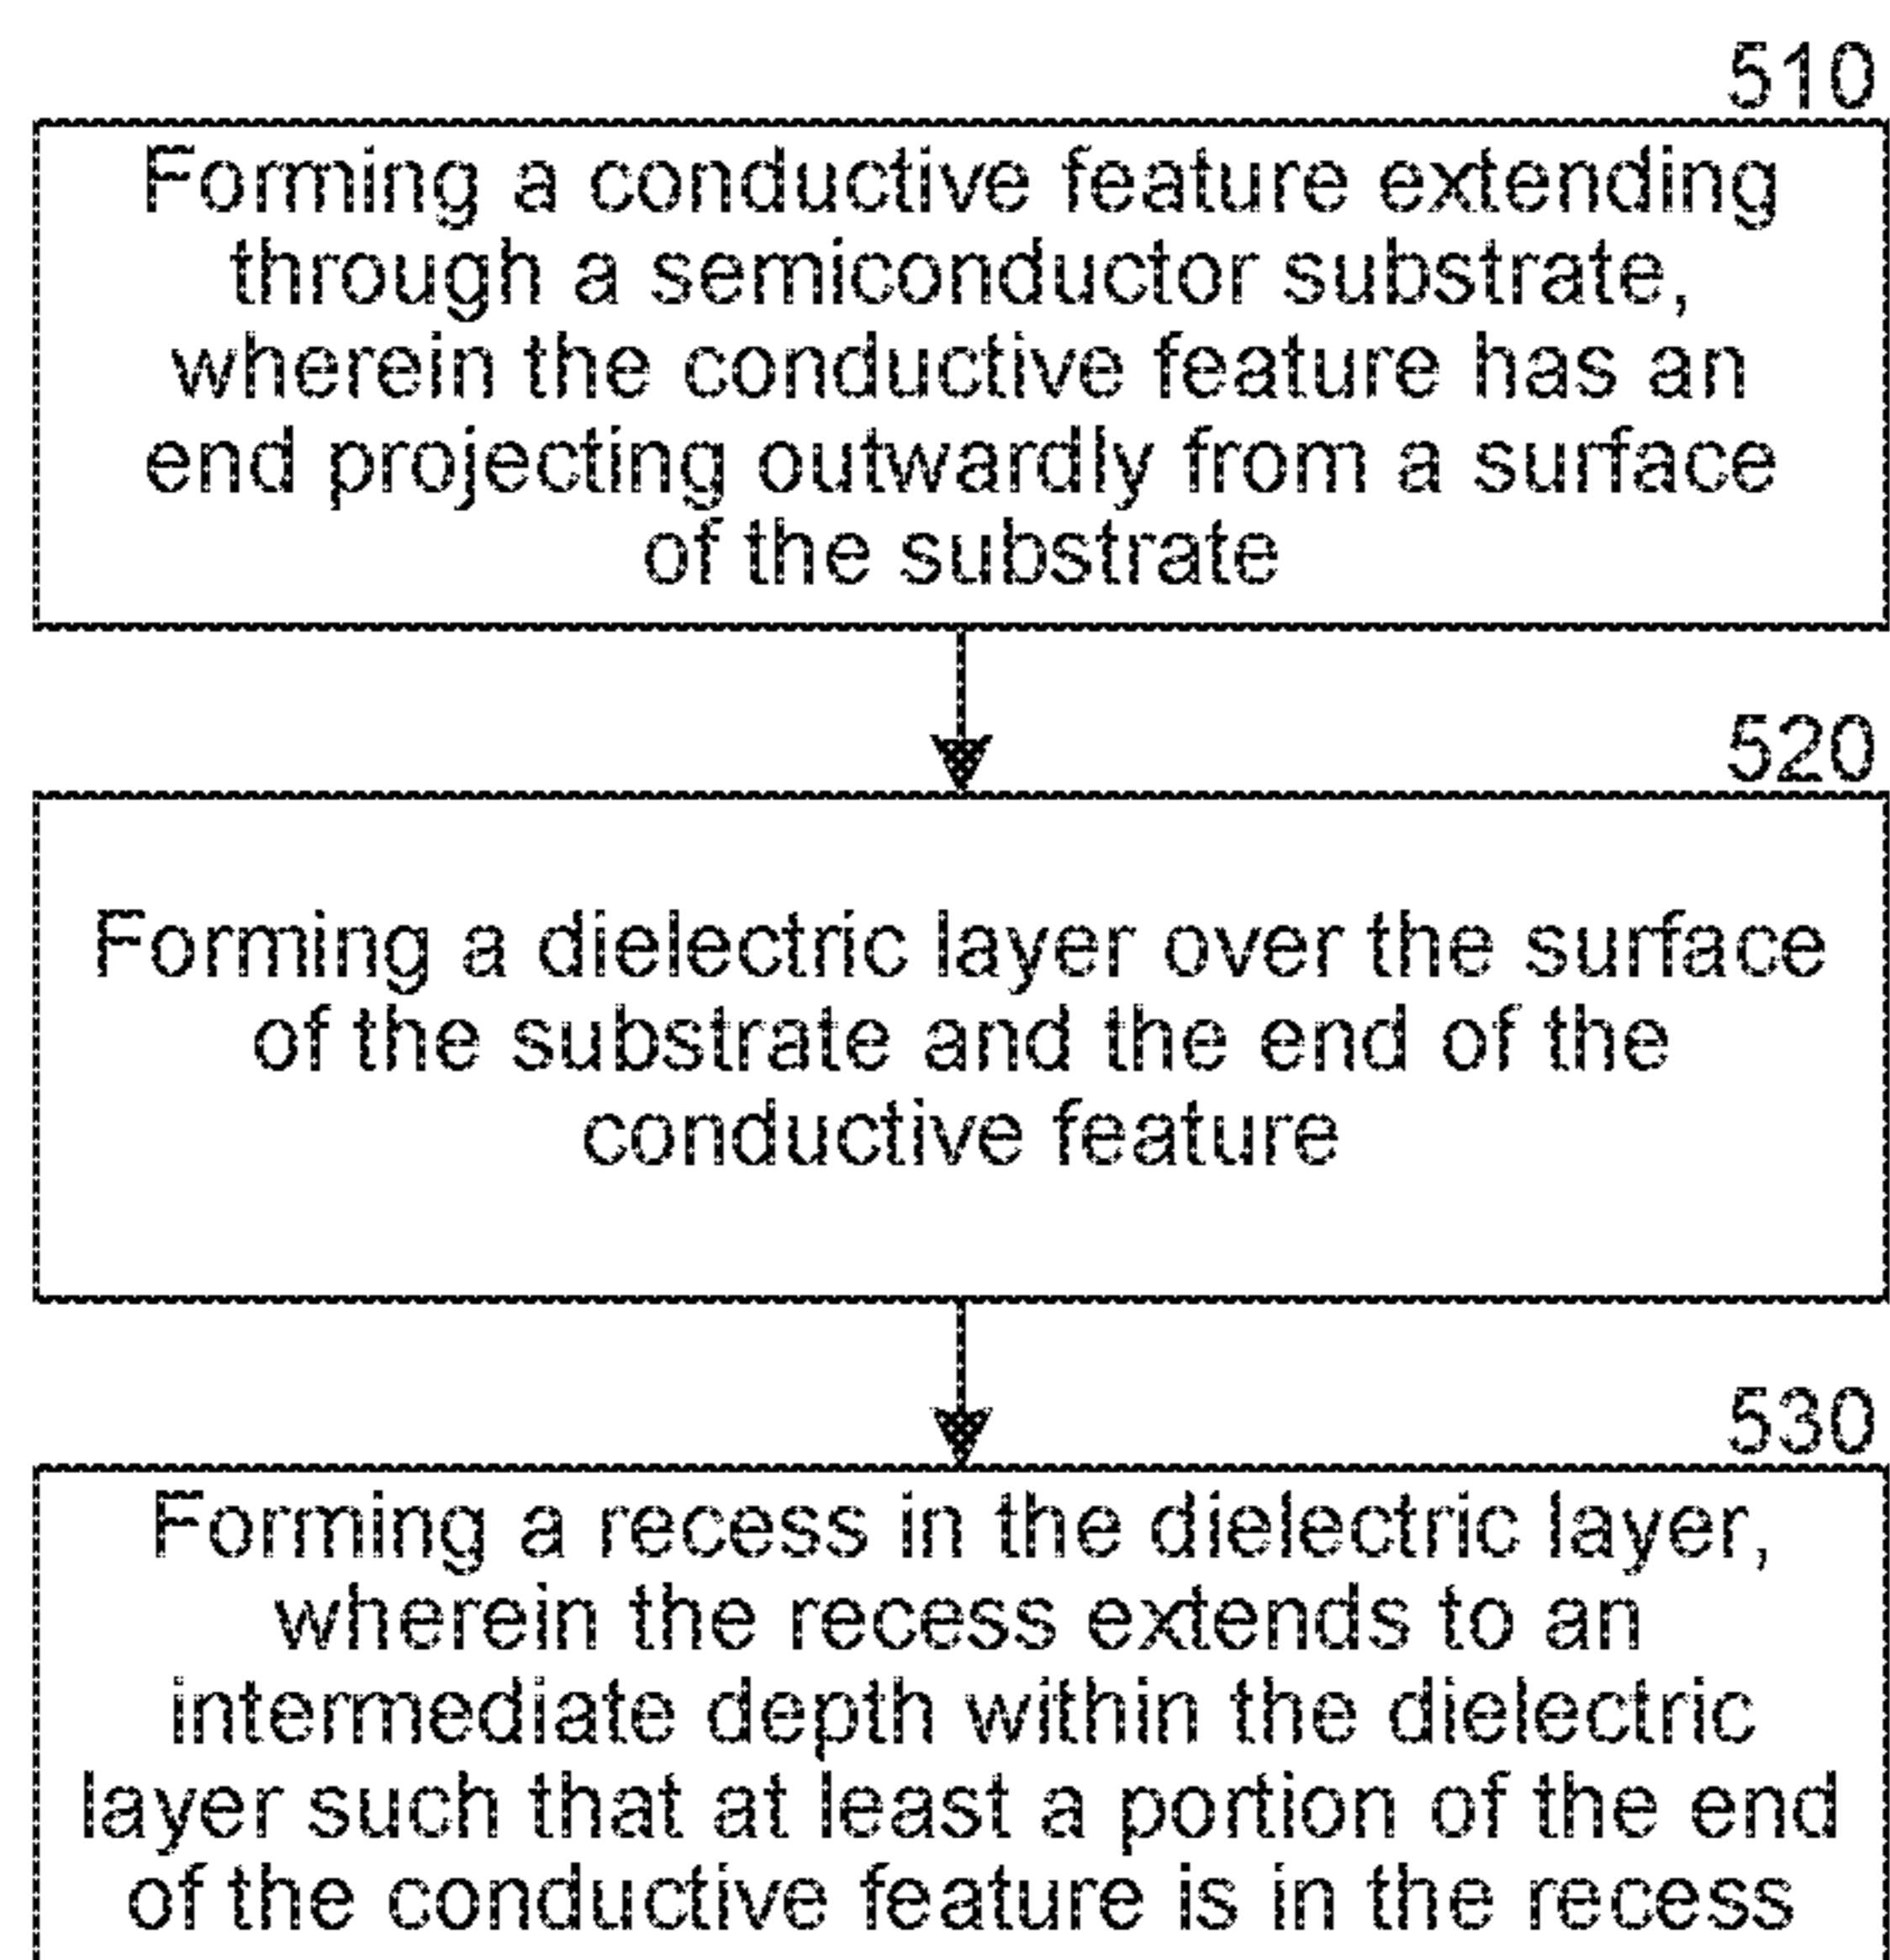 510
Forming a conductive feature extending
through a semiconductor substrate,
wherein the conductive feature has an
end projecting outwardly from a surface
of the substrate
520
Forming a dielectric layer over the surface
of the substrate and the end of the
conductive feature
530
Forming a recess in the dielectric layer,
wherein the recess extends to an
intermediate depth within the dielectric
layer such that at least a portion of the end
of the conductive feature is in the recess